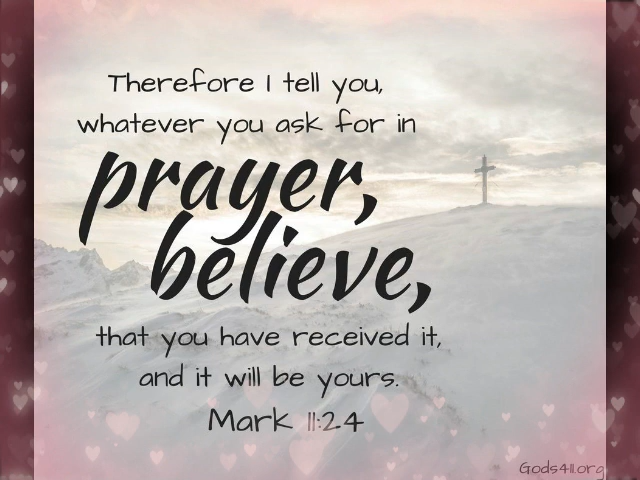 Therefore I tell you,
whatever you ask for in
prayer,
believe,
that you have received it,
and it will be yours.
Mark 11:24
Gods411.org